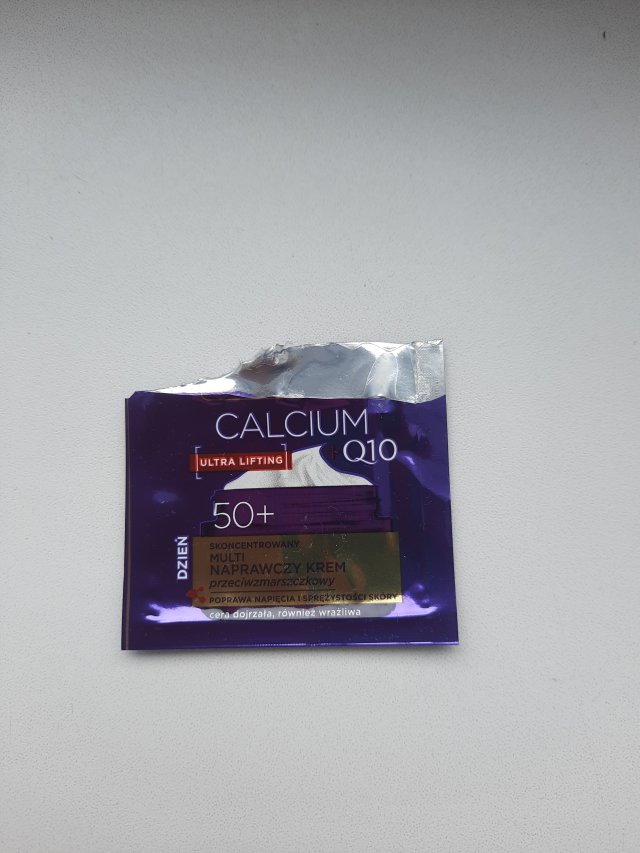 CALCIUM
+ Q10
[ULTRA LIFTING]
50+
DZIEŃ
SKONCENTROWANY
MULTI
NAPRAWCZY KREM
przeciwzmarszczkowy
POPRAWA NAPIĘCIA I SPRĘŻYSTOŚCI SKÓRY
cera dojrzała, również wrażliwa